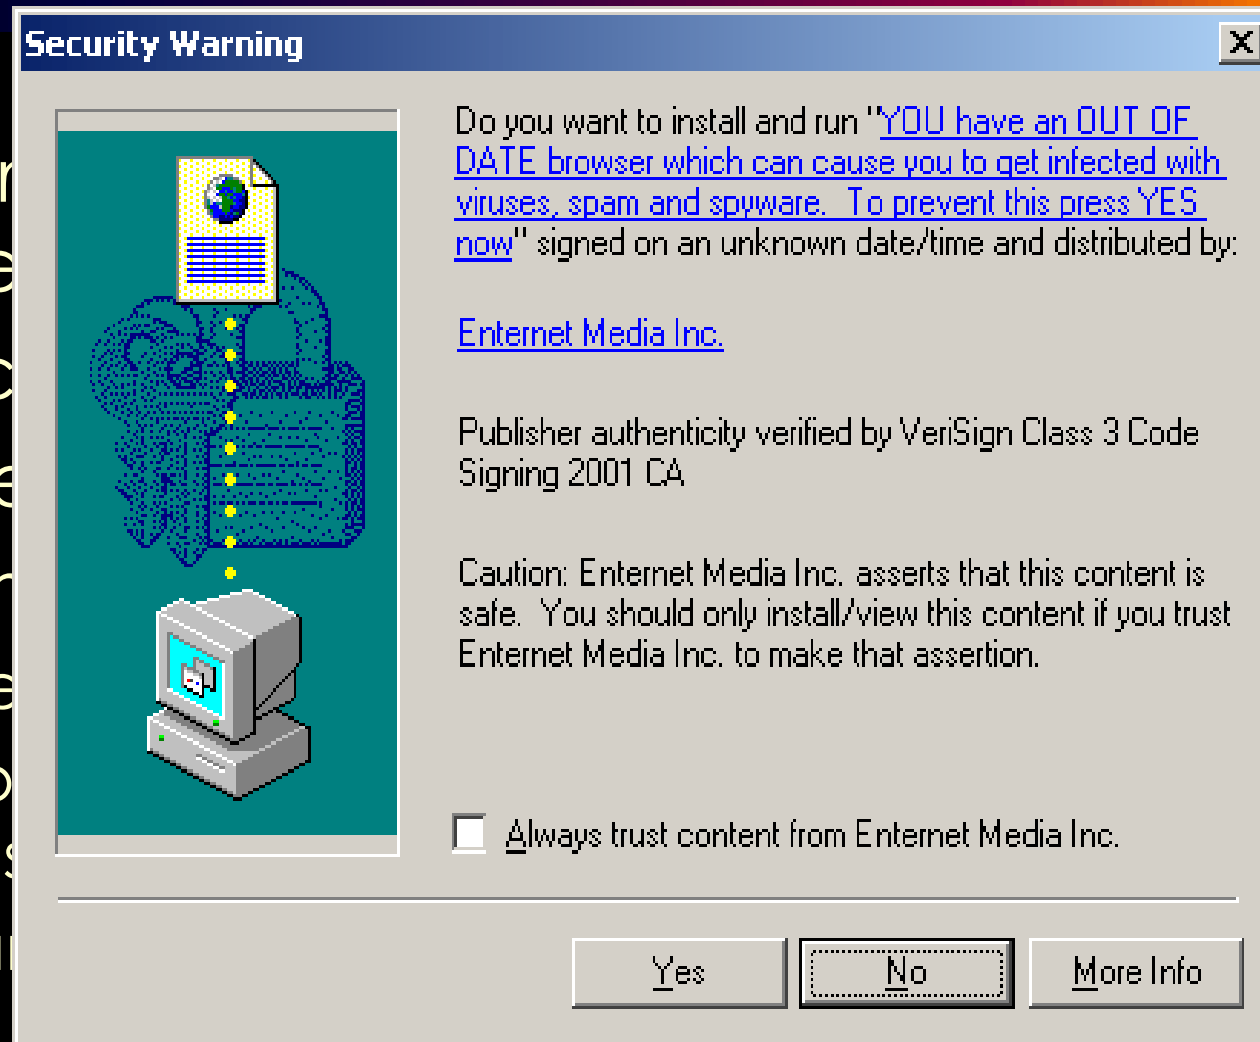 Security Warning
Do you want to install and run "YOU have an OUT OF
DATE browser which can cause you to get infected with
viruses, spam and spyware.  To prevent this press YES
now" signed on an unknown date/time and distributed by:
Enternet Media Inc.
Publisher authenticity verified by VeriSign Class 3 Code
Signing 2001 CA
Caution: Enternet Media Inc. asserts that this content is
safe.  You should only install/view this content if you trust
Enternet Media Inc. to make that assertion.
Always trust content from Enternet Media Inc.
Yes
No
More Info